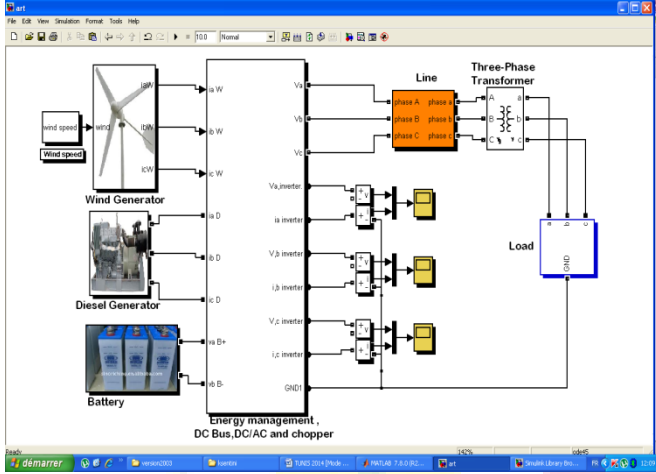 art
File Edit View Simulation Format Tools Help
10.0 Normal
wind speed
Wind speed
wind
iaW
ibW
icW
Wind Generator
ia D
ib D
ic D
Diesel Generator
va B+
vb B-
Battery
ia W
ib W
ic W
Va
Vb
Vc
Va,inverter
ia inverter
V,b inverter
i,b inverter
V,c inverter
i,c inverter
GND1
Energy management ,
DC Bus,DC/AC and chopper
Line
phase A phase a
phase B phase b
phase C phase c
Three-Phase
Transformer
A a
B b
C c
+ v
-
i
+ -
+ v
-
i
+ -
+ v
-
i
+ -
Load
a b c
GND
Ready 142% ode45
démarrer version2003 ksentini TUNIS 2014 [Mode ... MATLAB 7.8.0 (R2... art Simulink Library Bro... FR 12:09